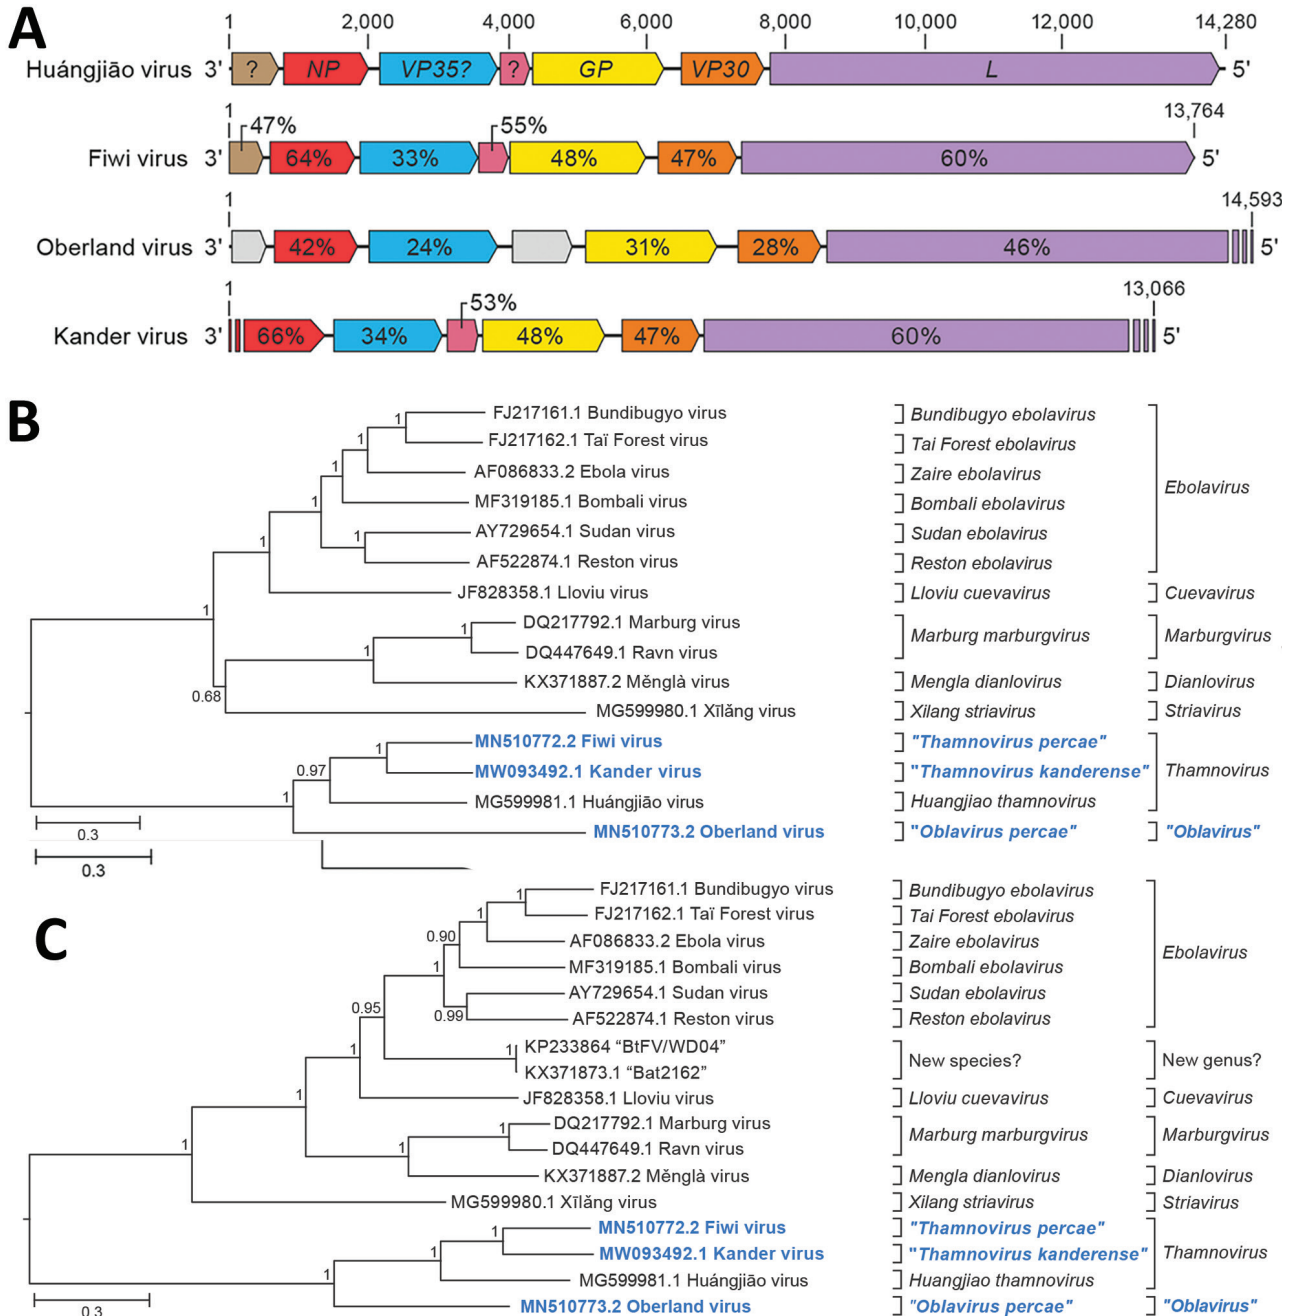 A
1 2,000 4,000 6,000 8,000 10,000 12,000 14,280
Huángjiāo virus 3' ? NP VP35? ? GP VP30 L 5'
1 13,764
47% 55%
Fiwi virus 3' 64% 33% 48% 47% 60% 5'
1 14,593
Oberland virus 3' 42% 24% 31% 28% 46% 5'
1 13,066
53%
Kander virus 3' 66% 34% 48% 47% 60% 5'
B
1 FJ217161.1 Bundibugyo virus Bundibugyo ebolavirus
1 FJ217162.1 Taï Forest virus Tai Forest ebolavirus
1 AF086833.2 Ebola virus Zaire ebolavirus
Ebolavirus
1 MF319185.1 Bombali virus Bombali ebolavirus
1 AY729654.1 Sudan virus Sudan ebolavirus
1 AF522874.1 Reston virus Reston ebolavirus
JF828358.1 Lloviu virus Lloviu cuevavirus Cuevavirus
1 DQ217792.1 Marburg virus
1 Marburg marburgvirus Marburgvirus
1 DQ447649.1 Ravn virus
KX371887.2 Měnglà virus Mengla dianlovirus Dianlovirus
0.68
MG599980.1 Xīlǎng virus Xilang striavirus Striavirus
1 MN510772.2 Fiwi virus "Thamnovirus percae"
0.97 MW093492.1 Kander virus "Thamnovirus kanderense" Thamnovirus
1 MG599981.1 Huángjiāo virus Huangjiao thamnovirus
0.3 MN510773.2 Oberland virus "Oblavirus percae" "Oblavirus"
0.3
C
1 FJ217161.1 Bundibugyo virus Bundibugyo ebolavirus
1 FJ217162.1 Taï Forest virus Tai Forest ebolavirus
0.90 AF086833.2 Ebola virus Zaire ebolavirus
Ebolavirus
1 MF319185.1 Bombali virus Bombali ebolavirus
AY729654.1 Sudan virus Sudan ebolavirus
0.95 0.99 AF522874.1 Reston virus Reston ebolavirus
1 1 KP233864 “BtFV/WD04”
New species? New genus?
KX371873.1 “Bat2162”
1 JF828358.1 Lloviu virus Lloviu cuevavirus Cuevavirus
1 DQ217792.1 Marburg virus
Marburg marburgvirus Marburgvirus
1 1 DQ447649.1 Ravn virus
KX371887.2 Měnglà virus Mengla dianlovirus Dianlovirus
MG599980.1 Xīlǎng virus Xilang striavirus Striavirus
1 MN510772.2 Fiwi virus "Thamnovirus percae"
1 MW093492.1 Kander virus "Thamnovirus kanderense" Thamnovirus
1 MG599981.1 Huángjiāo virus Huangjiao thamnovirus
0.3 MN510773.2 Oberland virus "Oblavirus percae" "Oblavirus"